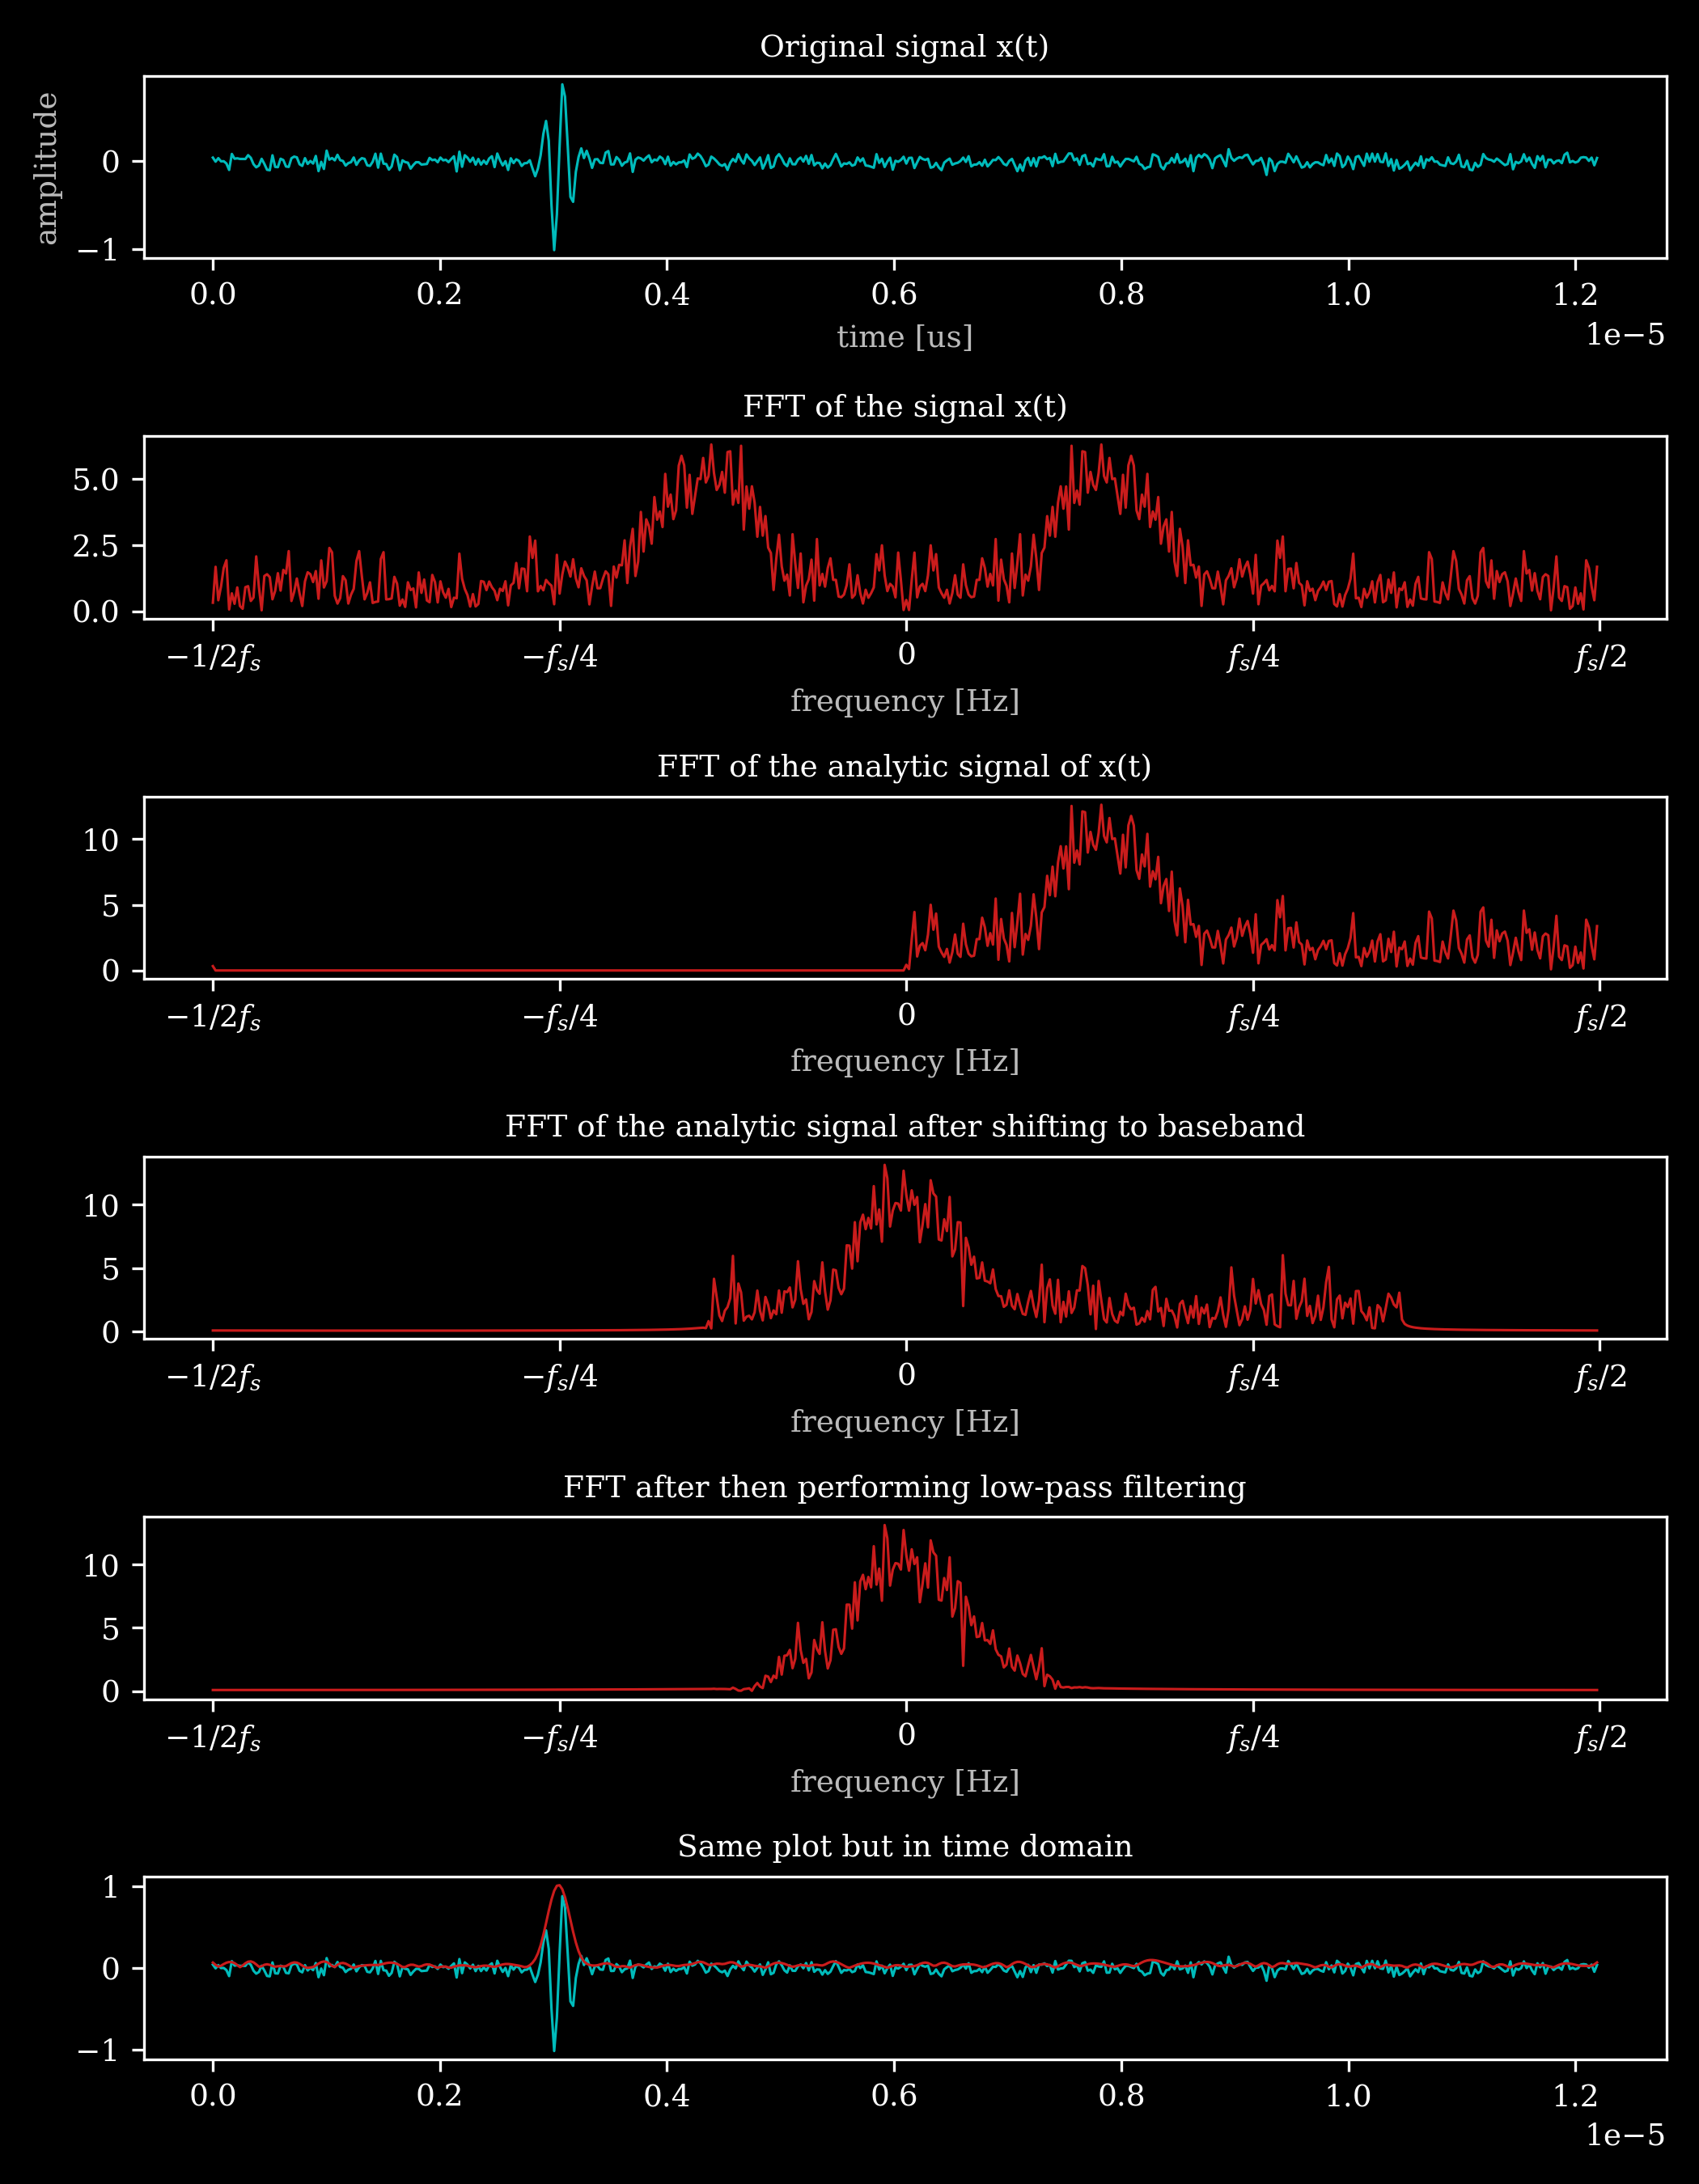 Original signal x(t)
amplitude
0
−1
0.0 0.2 0.4 0.6 0.8 1.0 1.2
time [us] 1e−5
FFT of the signal x(t)
5.0
2.5
0.0
−1/2fₛ −fₛ/4 0 fₛ/4 fₛ/2
frequency [Hz]
FFT of the analytic signal of x(t)
10
5
0
−1/2fₛ −fₛ/4 0 fₛ/4 fₛ/2
frequency [Hz]
FFT of the analytic signal after shifting to baseband
10
5
0
−1/2fₛ −fₛ/4 0 fₛ/4 fₛ/2
frequency [Hz]
FFT after then performing low-pass filtering
10
5
0
−1/2fₛ −fₛ/4 0 fₛ/4 fₛ/2
frequency [Hz]
Same plot but in time domain
1
0
−1
0.0 0.2 0.4 0.6 0.8 1.0 1.2
1e−5